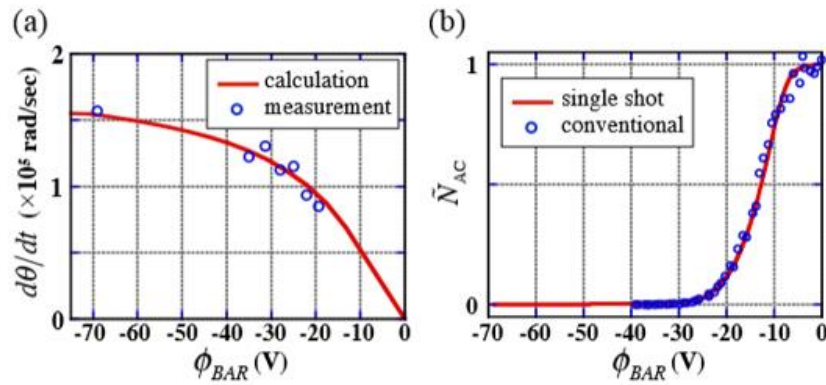 (a)
2
1
0
dθ/dt (×10⁵ rad/sec)
calculation
measurement
-70 -60 -50 -40 -30 -20 -10 0
ϕBAR (V)
(b)
1
0
ÑAC
single shot
conventional
-70 -60 -50 -40 -30 -20 -10 0
ϕBAR (V)